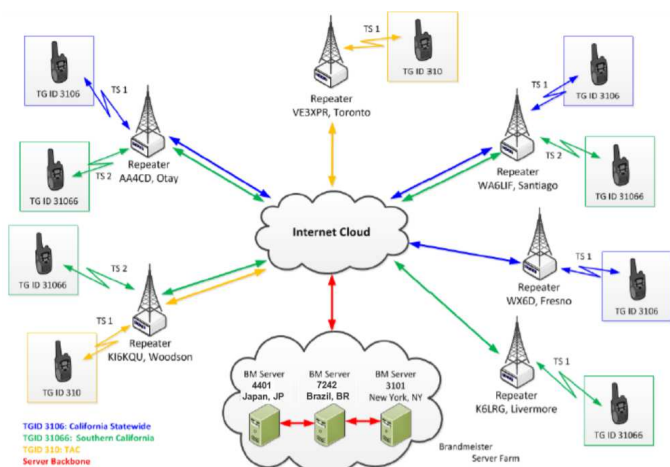 TS 1
TG ID 3106
TS 2
TG ID 31066
Repeater
AA4CD, Otay
TS 1
TG ID 310
Repeater
VE3XPR, Toronto
TS 1
TG ID 3106
TS 2
TG ID 31066
Repeater
WA6LIF, Santiago
Internet Cloud
TS 2
TG ID 31066
TS 1
TG ID 310
Repeater
KI6KQU, Woodson
TS 1
TG ID 3106
Repeater
WX6D, Fresno
TS 1
TG ID 31066
Repeater
K6LRG, Livermore
BM Server
4401
Japan, JP
BM Server
7242
Brazil, BR
BM Server
3101
New York, NY
Brandmeister
Server Farm
TGID 3106: California Statewide
TGID 31066: Southern California
TGID 310: TAC
Server Backbone